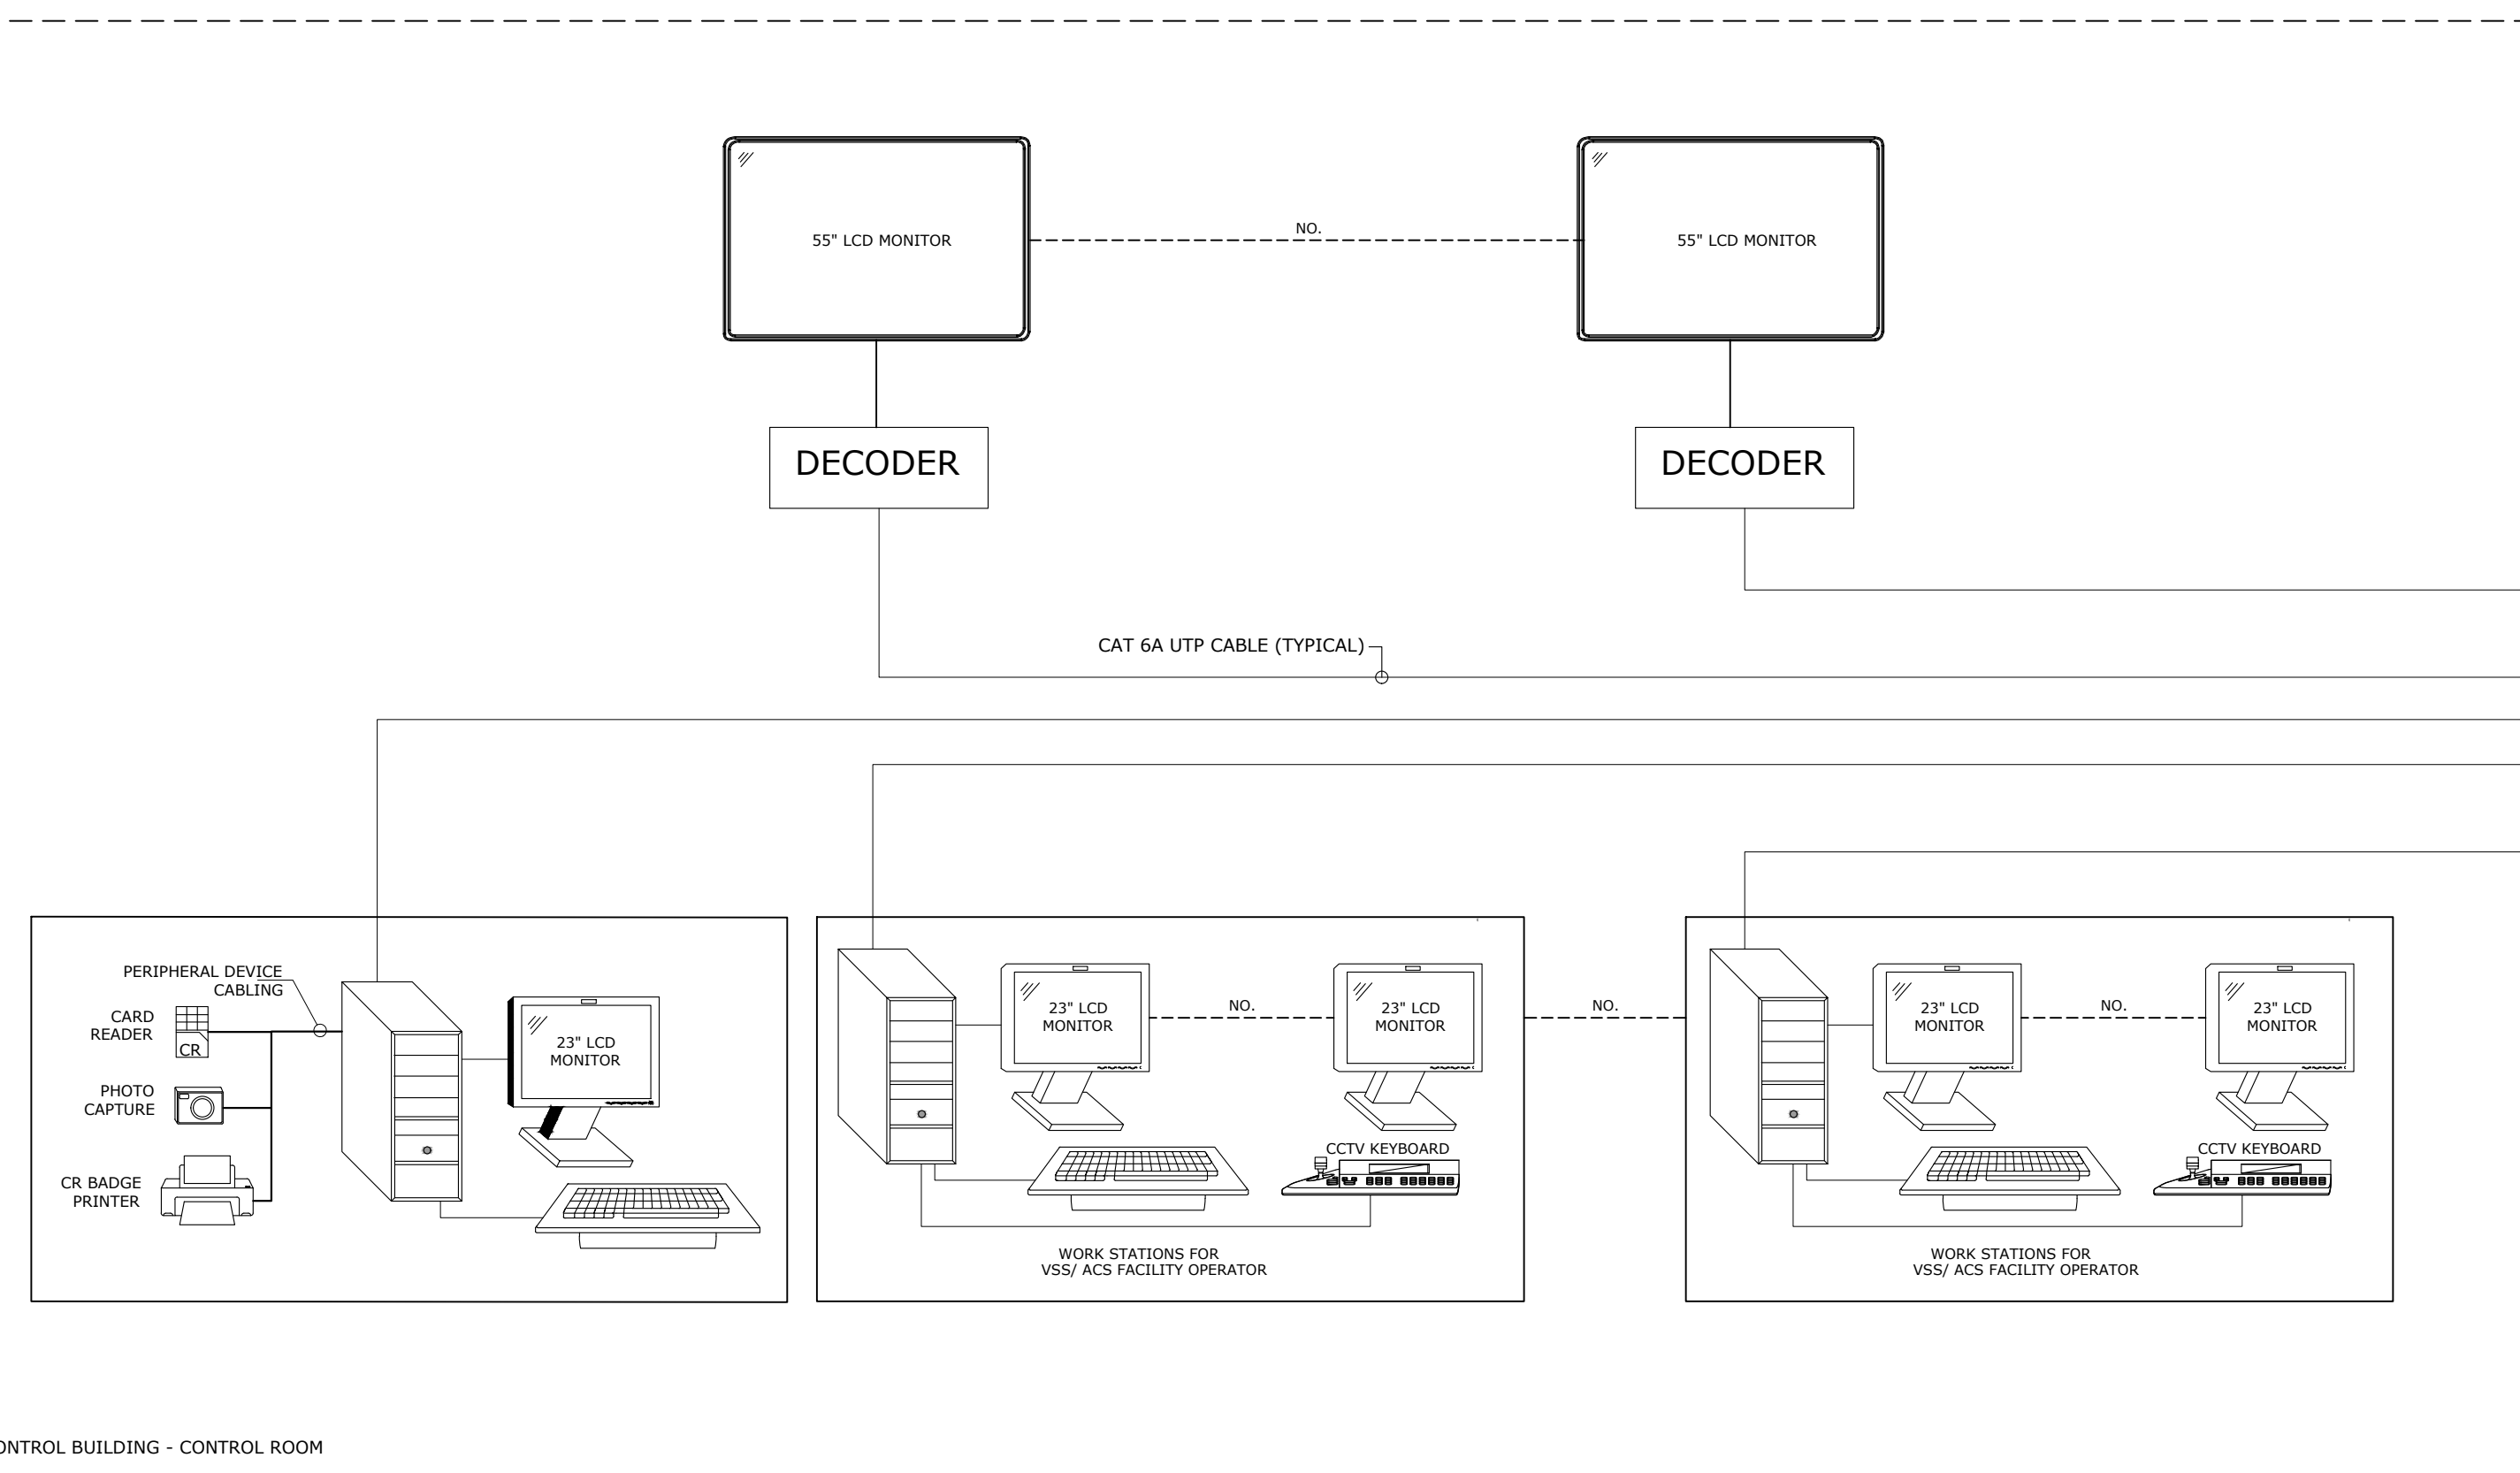 55" LCD MONITOR
NO.
55" LCD MONITOR
DECODER
DECODER
CAT 6A UTP CABLE (TYPICAL)
PERIPHERAL DEVICE
CABLING
CARD
READER
CR
PHOTO
CAPTURE
CR BADGE
PRINTER
23" LCD
MONITOR
23" LCD
MONITOR
NO.
23" LCD
MONITOR
CCTV KEYBOARD
WORK STATIONS FOR
VSS/ ACS FACILITY OPERATOR
NO.
23" LCD
MONITOR
NO.
23" LCD
MONITOR
CCTV KEYBOARD
WORK STATIONS FOR
VSS/ ACS FACILITY OPERATOR
ONTROL BUILDING - CONTROL ROOM